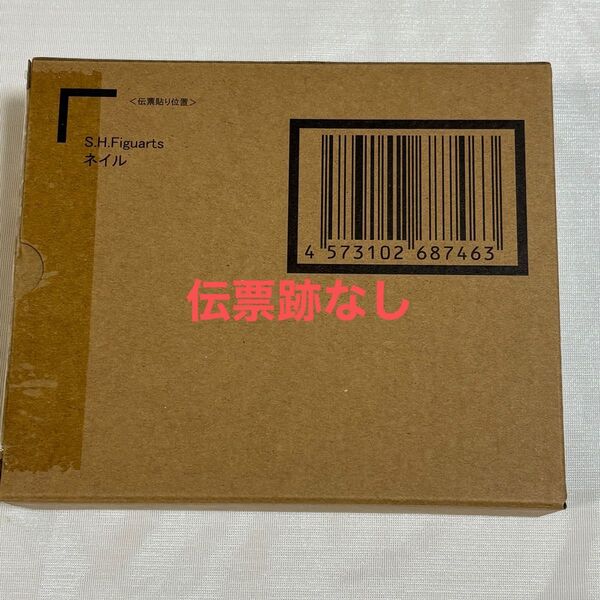 ＜伝票貼り位置＞
S.H.Figuarts
ネイル
4 573102 687463
伝票跡なし